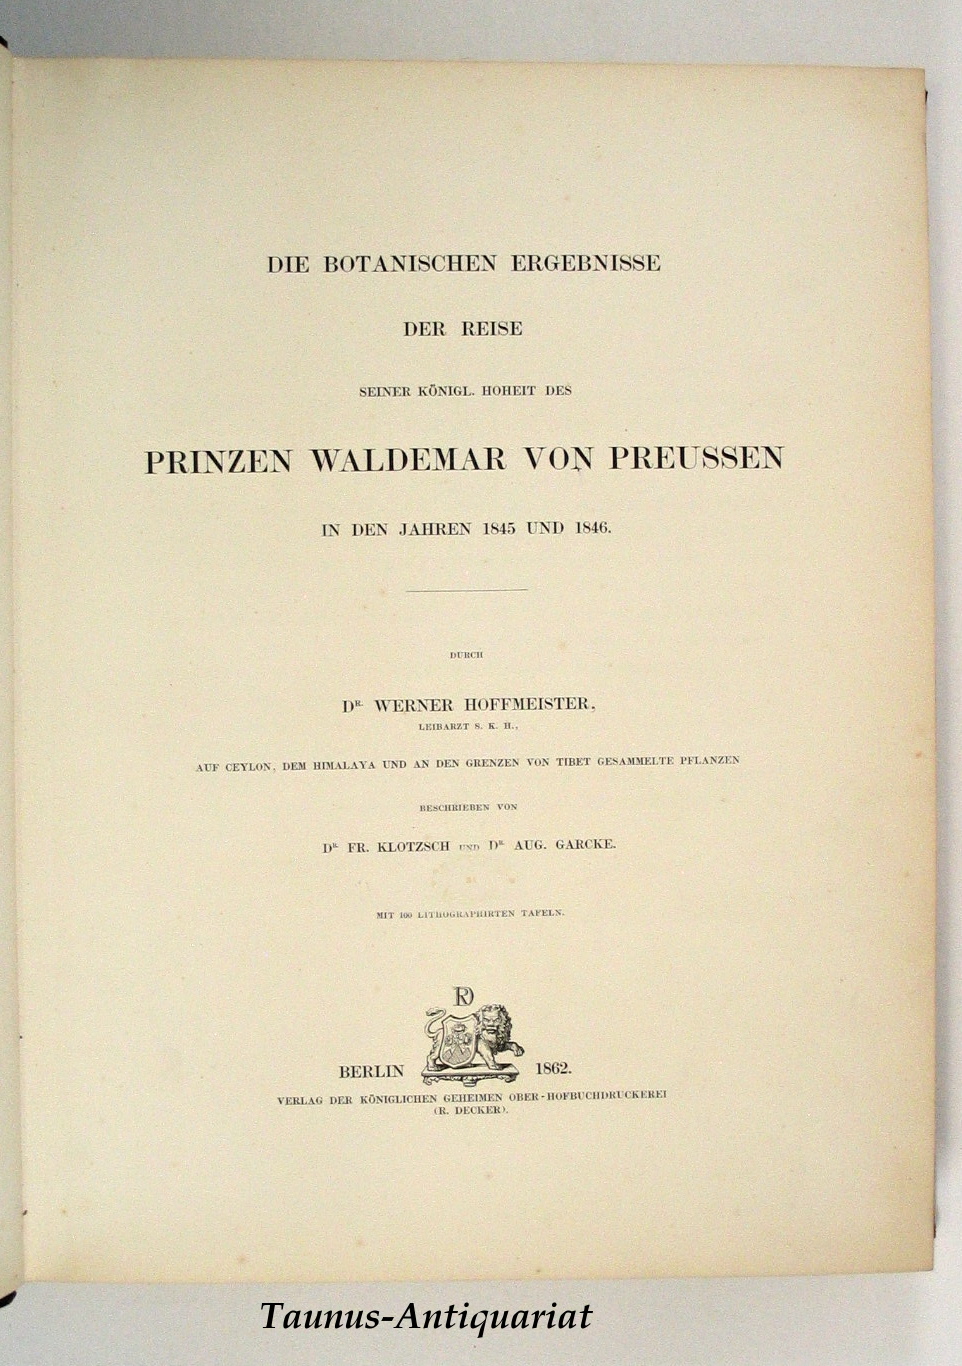 DIE BOTANISCHEN ERGEBNISSE
DER REISE
SEINER KÖNIGL. HOHEIT DES
PRINZEN WALDEMAR VON PREUSSEN
IN DEN JAHREN 1845 UND 1846.
DURCH
DR. WERNER HOFFMEISTER,
LEIBARZT S. K. H.,
AUF CEYLON, DEM HIMALAYA UND AN DEN GRENZEN VON TIBET GESAMMELTE PFLANZEN
BESCHRIEBEN VON
DR. FR. KLOTZSCH UND DR. AUG. GARCKE.
MIT 100 LITHOGRAPHIRTEN TAFELN.
RD
BERLIN 1862.
VERLAG DER KÖNIGLICHEN GEHEIMEN OBER-HOFBUCHDRUCKEREI
(R. DECKER).
Taunus-Antiquariat